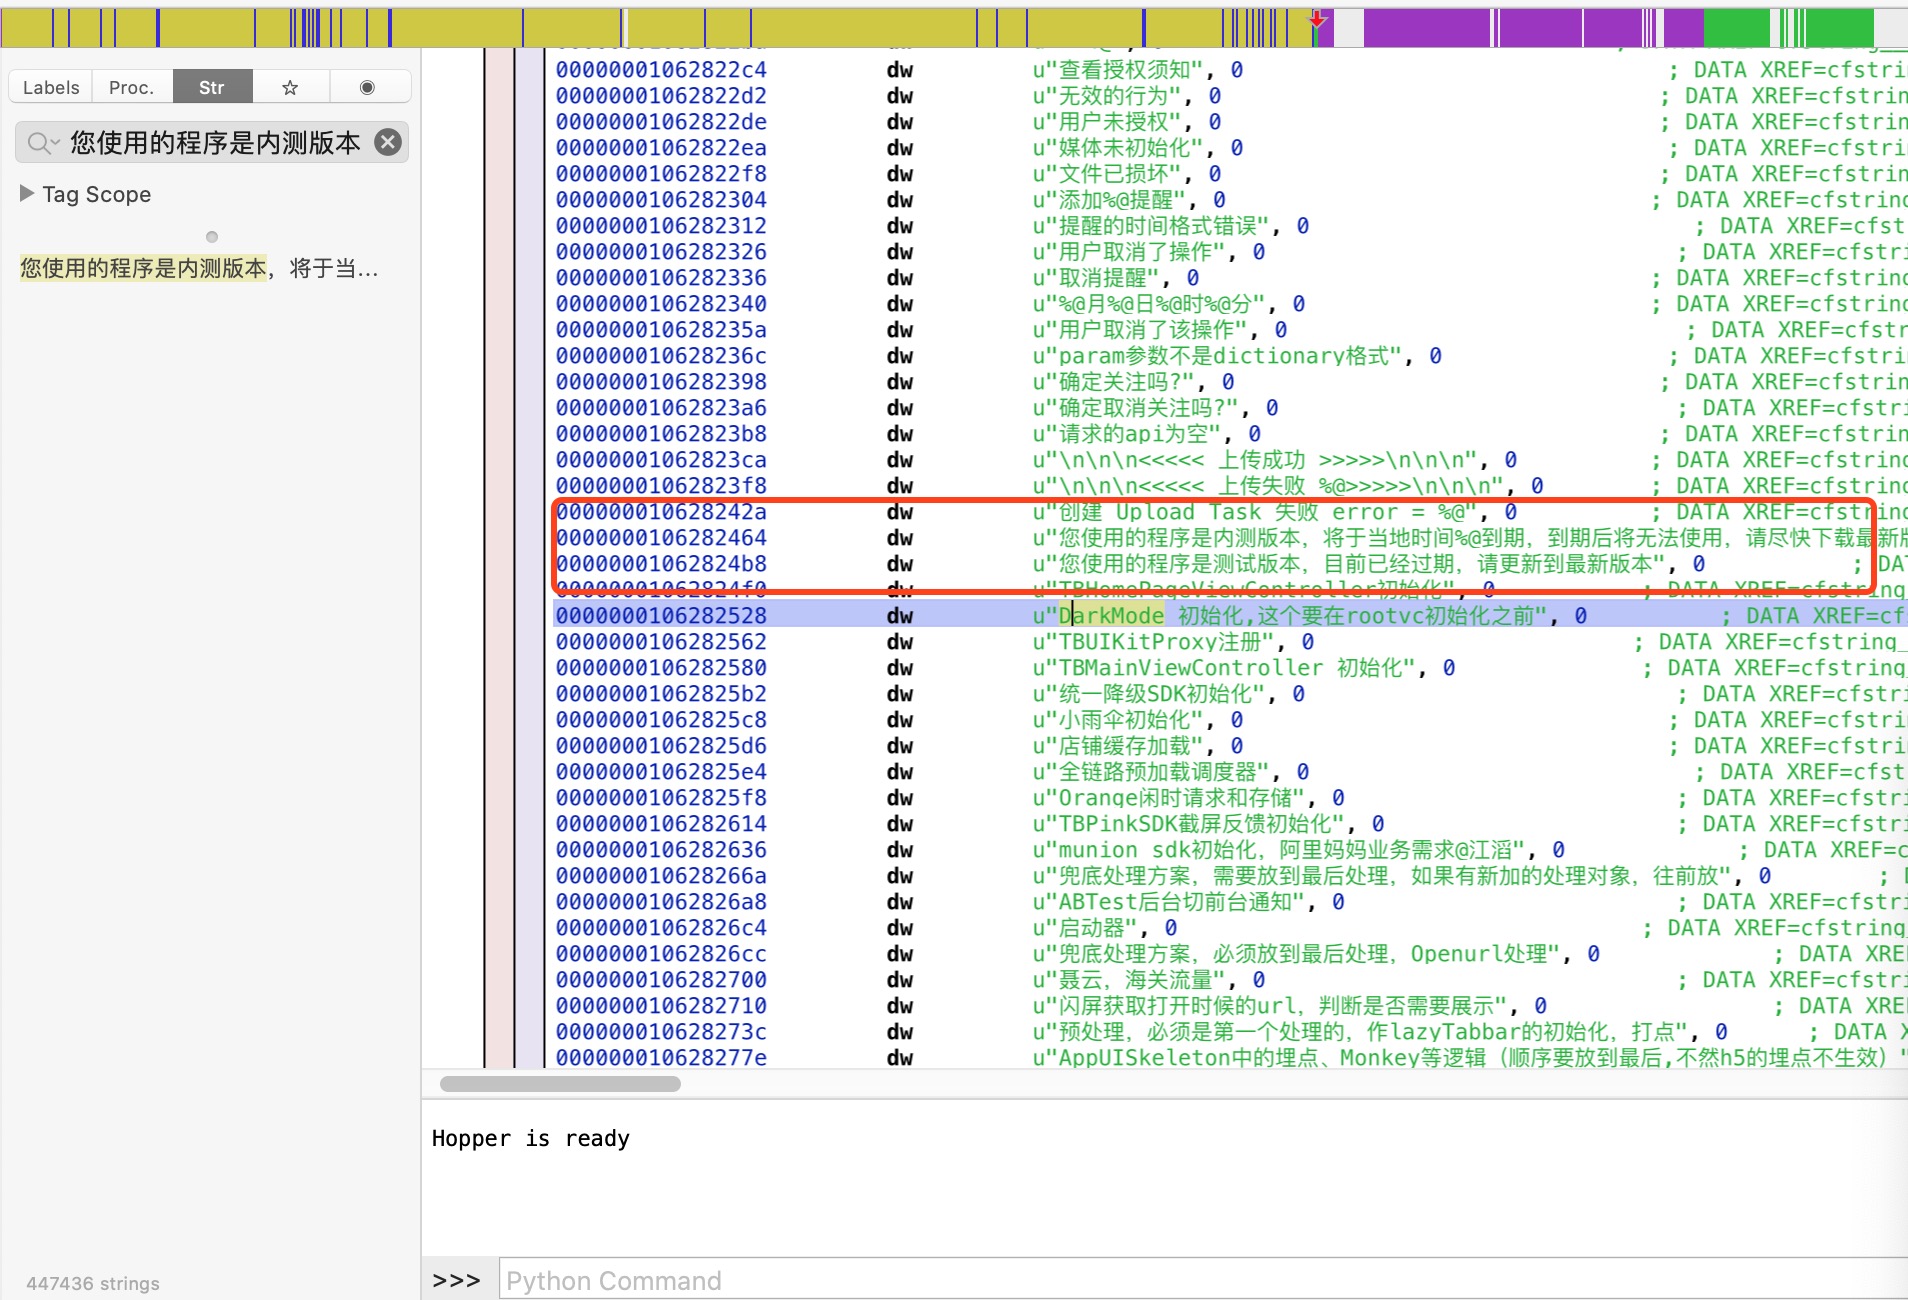 Labels Proc. Str
您使用的程序是内测版本
Tag Scope
您使用的程序是内测版本，将于当...
447436 strings
00000001062822c4 dw u"查看授权须知", 0 ; DATA XREF=cfstri
00000001062822d2 dw u"无效的行为", 0 ; DATA XREF=cfstrin
00000001062822de dw u"用户未授权", 0 ; DATA XREF=cfstrin
00000001062822ea dw u"媒体未初始化", 0 ; DATA XREF=cfstri
00000001062822f8 dw u"文件已损坏", 0 ; DATA XREF=cfstrin
0000000106282304 dw u"添加%@提醒", 0 ; DATA XREF=cfstring
0000000106282312 dw u"提醒的时间格式错误", 0 ; DATA XREF=cfst
0000000106282326 dw u"用户取消了操作", 0 ; DATA XREF=cfstri
0000000106282336 dw u"取消提醒", 0 ; DATA XREF=cfstring
0000000106282340 dw u"%@月%@日%@时%@分", 0 ; DATA XREF=cfstring
000000010628235a dw u"用户取消了该操作", 0 ; DATA XREF=cfstr
000000010628236c dw u"param参数不是dictionary格式", 0 ; DATA XREF=cfstri
0000000106282398 dw u"确定关注吗?", 0 ; DATA XREF=cfstrin
00000001062823a6 dw u"确定取消关注吗?", 0 ; DATA XREF=cfstri
00000001062823b8 dw u"请求的api为空", 0 ; DATA XREF=cfstrin
00000001062823ca dw u"\n\n\n<<<<< 上传成功 >>>>>\n\n\n", 0 ; DATA XREF=cfstring
00000001062823f8 dw u"\n\n\n<<<<< 上传失败 %@>>>>>\n\n\n", 0 ; DATA XREF=cfstring
000000010628242a dw u"创建 Upload Task 失败 error = %@", 0 ; DATA XREF=cfstring
0000000106282464 dw u"您使用的程序是内测版本，将于当地时间%@到期，到期后将无法使用，请尽快下载最新版
00000001062824b8 dw u"您使用的程序是测试版本，目前已经过期，请更新到最新版本", 0 ; DA
00000001062824f0 dw u"TBHomePageViewController初始化", 0 ; DATA XREF=cfstring
0000000106282528 dw u"DarkMode 初始化,这个要在rootvc初始化之前", 0 ; DATA XREF=cf
0000000106282562 dw u"TBUIKitProxy注册", 0 ; DATA XREF=cfstring_
0000000106282580 dw u"TBMainViewController 初始化", 0 ; DATA XREF=cfstring
00000001062825b2 dw u"统一降级SDK初始化", 0 ; DATA XREF=cfstri
00000001062825c8 dw u"小雨伞初始化", 0 ; DATA XREF=cfstri
00000001062825d6 dw u"店铺缓存加载", 0 ; DATA XREF=cfstri
00000001062825e4 dw u"全链路预加载调度器", 0 ; DATA XREF=cfst
00000001062825f8 dw u"Orange闲时请求和存储", 0 ; DATA XREF=cfstri
0000000106282614 dw u"TBPinkSDK截屏反馈初始化", 0 ; DATA XREF=cfstri
0000000106282636 dw u"munion sdk初始化，阿里妈妈业务需求@江滔", 0 ; DATA XREF=c
000000010628266a dw u"兜底处理方案，需要放到最后处理，如果有新加的处理对象，往前放", 0 ; D
00000001062826a8 dw u"ABTest后台切前台通知", 0 ; DATA XREF=cfstri
00000001062826c4 dw u"启动器", 0 ; DATA XREF=cfstring_
00000001062826cc dw u"兜底处理方案，必须放到最后处理，Openurl处理", 0 ; DATA XRE
0000000106282700 dw u"聂云，海关流量", 0 ; DATA XREF=cfstri
0000000106282710 dw u"闪屏获取打开时候的url，判断是否需要展示", 0 ; DATA XRE
000000010628273c dw u"预处理，必须是第一个处理的，作lazyTabbar的初始化，打点", 0 ; DATA X
000000010628277e dw u"AppUISkeleton中的埋点、Monkey等逻辑（顺序要放到最后,不然h5的埋点不生效）"
Hopper is ready
>>> Python Command